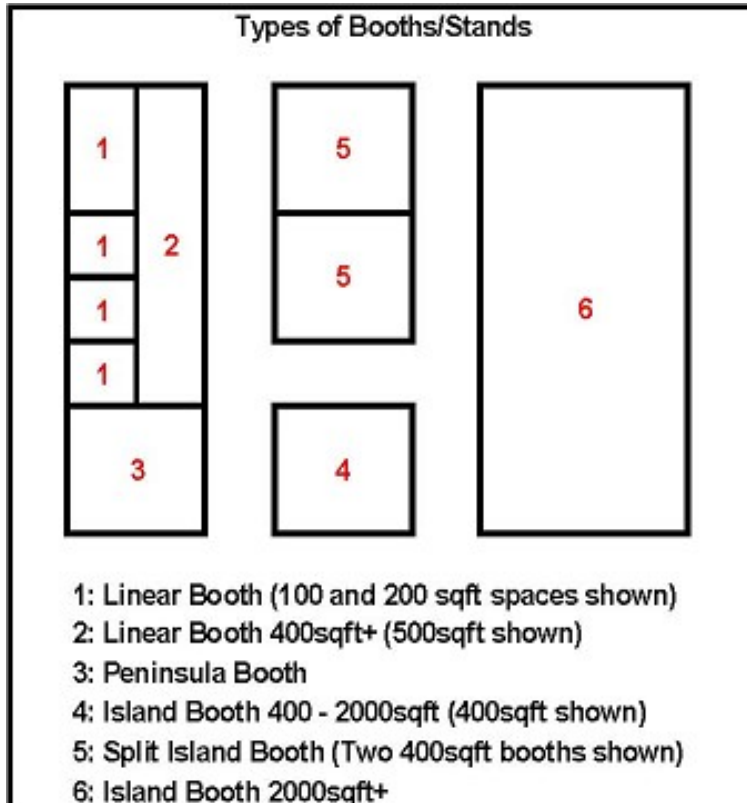 Types of Booths/Stands
1
5
1
2
5
6
1
1
3
4
1: Linear Booth (100 and 200 sqft spaces shown)
2: Linear Booth 400sqft+ (500sqft shown)
3: Peninsula Booth
4: Island Booth 400 - 2000sqft (400sqft shown)
5: Split Island Booth (Two 400sqft booths shown)
6: Island Booth 2000sqft+